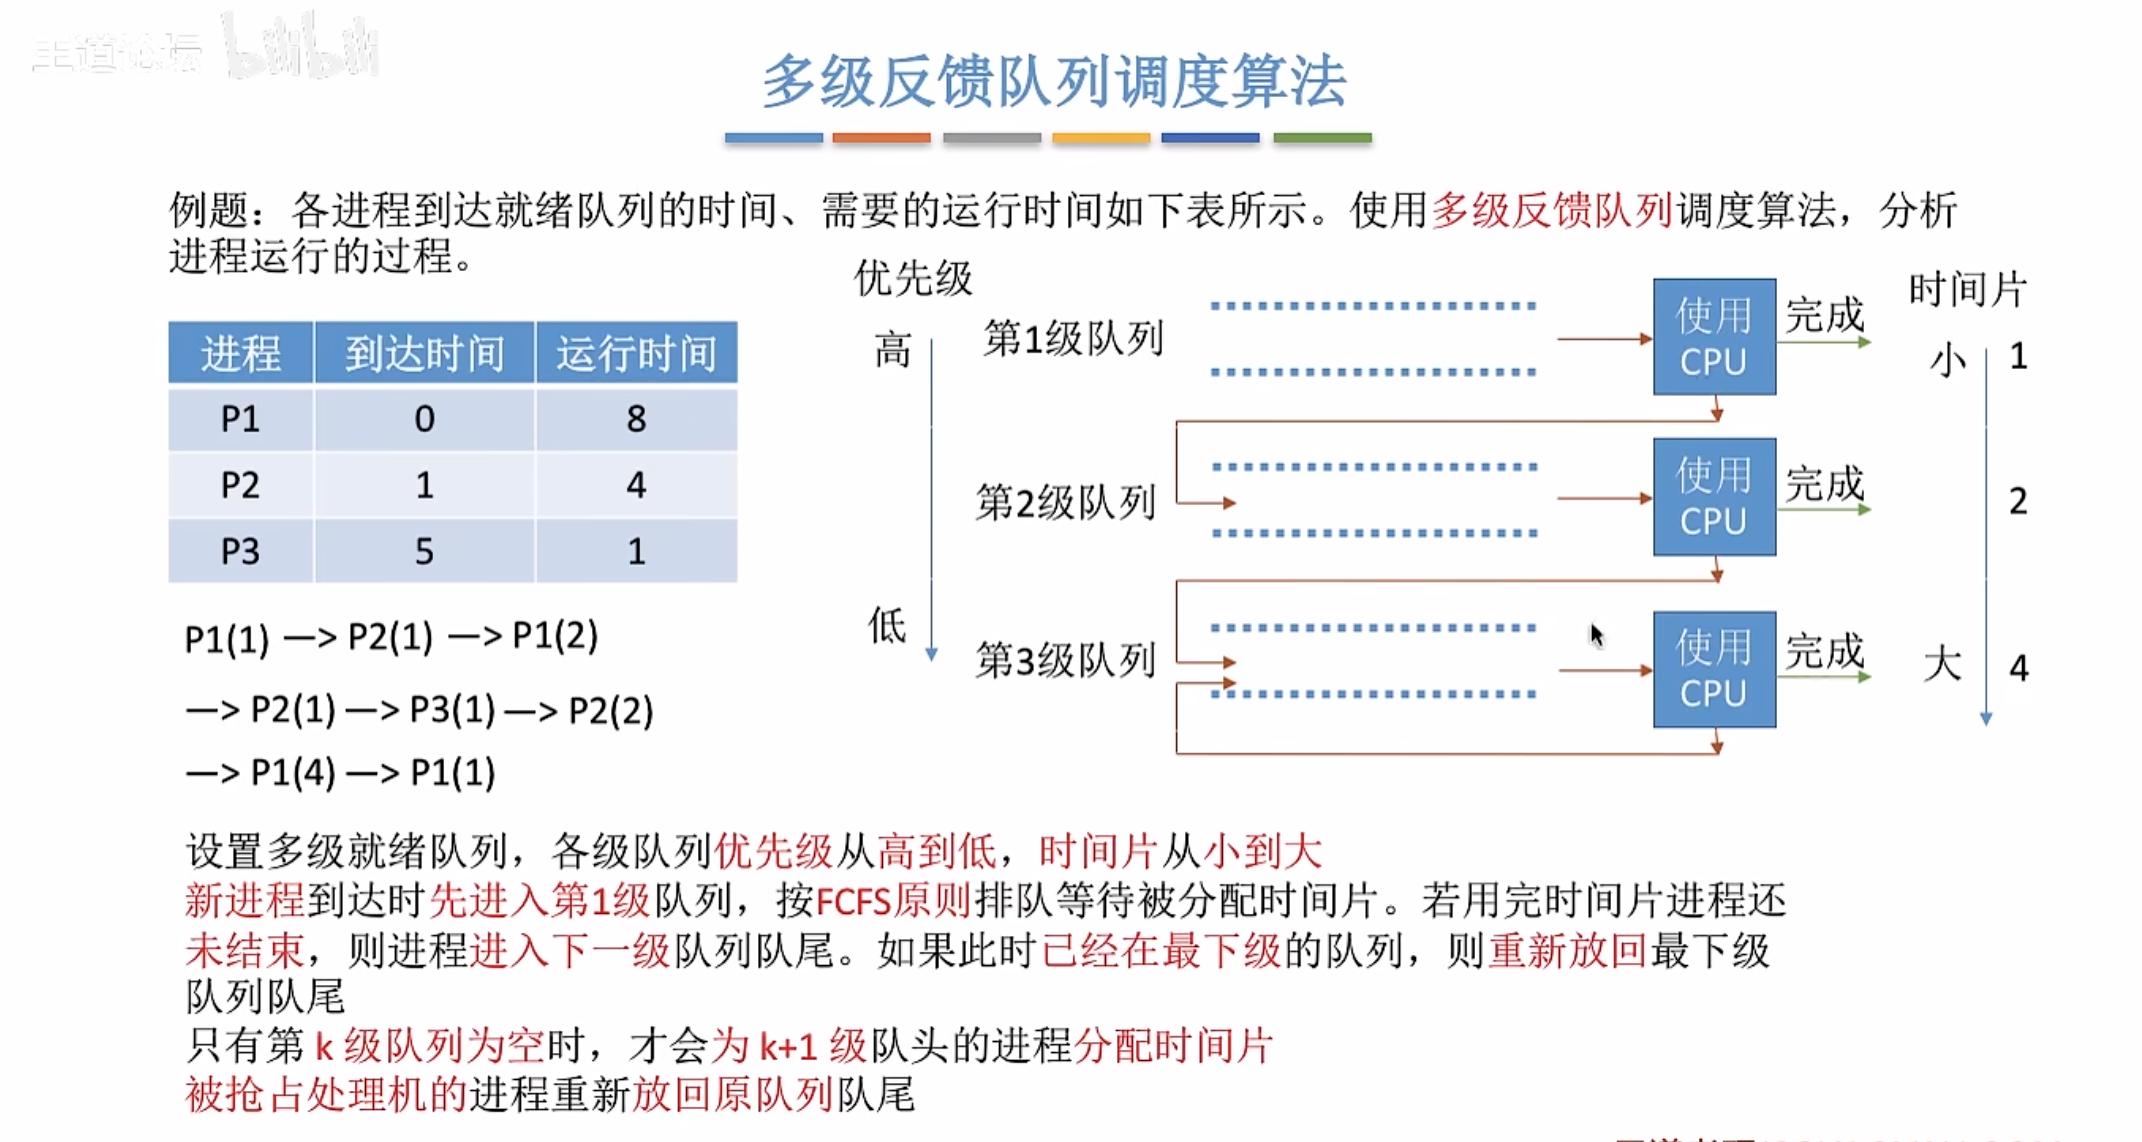 王道论坛 bilibili
多级反馈队列调度算法
例题：各进程到达就绪队列的时间、需要的运行时间如下表所示。使用多级反馈队列调度算法，分析
进程运行的过程。
进程 到达时间 运行时间
P1 0 8
P2 1 4
P3 5 1
P1(1) —> P2(1) —> P1(2)
—> P2(1) —> P3(1) —> P2(2)
—> P1(4) —> P1(1)
优先级
高
低
第1级队列
使用
CPU
完成
第2级队列
使用
CPU
完成
第3级队列
使用
CPU
完成
时间片
小 1
2
大 4
设置多级就绪队列，各级队列优先级从高到低，时间片从小到大
新进程到达时先进入第1级队列，按FCFS原则排队等待被分配时间片。若用完时间片进程还
未结束，则进程进入下一级队列队尾。如果此时已经在最下级的队列，则重新放回最下级
队列队尾
只有第 k 级队列为空时，才会为 k+1 级队头的进程分配时间片
被抢占处理机的进程重新放回原队列队尾